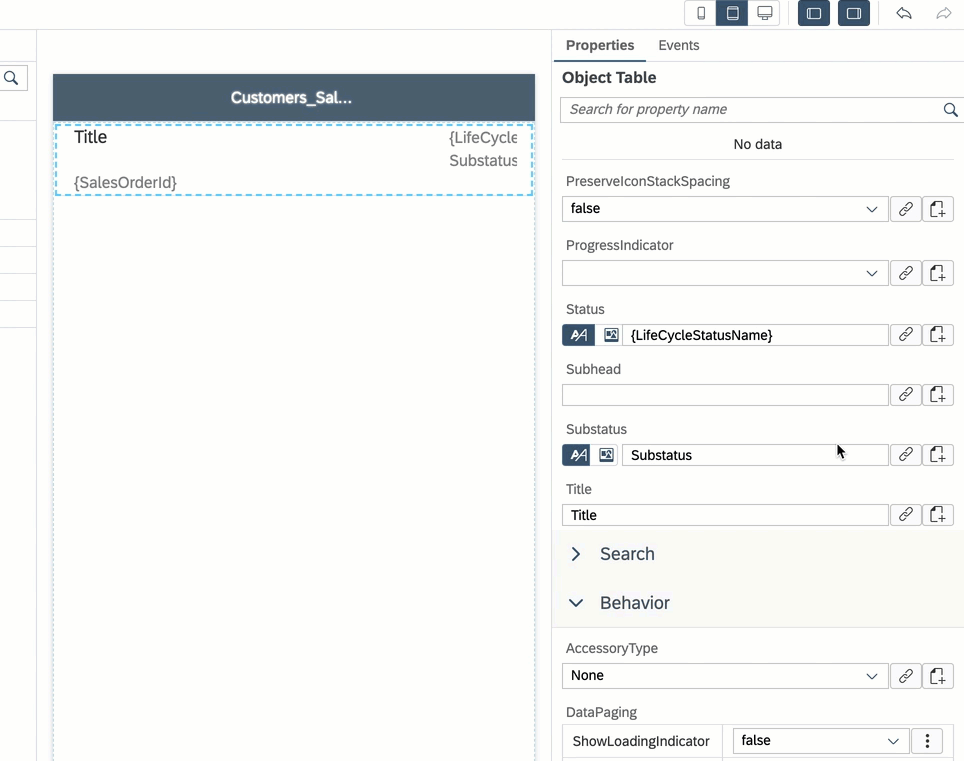 Properties Events
Object Table
Search for property name
No data
PreserveIconStackSpacing
false
ProgressIndicator
Status
{LifeCycleStatusName}
Subhead
Substatus
Substatus
Title
Title
Search
Behavior
AccessoryType
None
DataPaging
ShowLoadingIndicator false
Customers_Sal...
Title {LifeCycle
Substatus
{SalesOrderId}